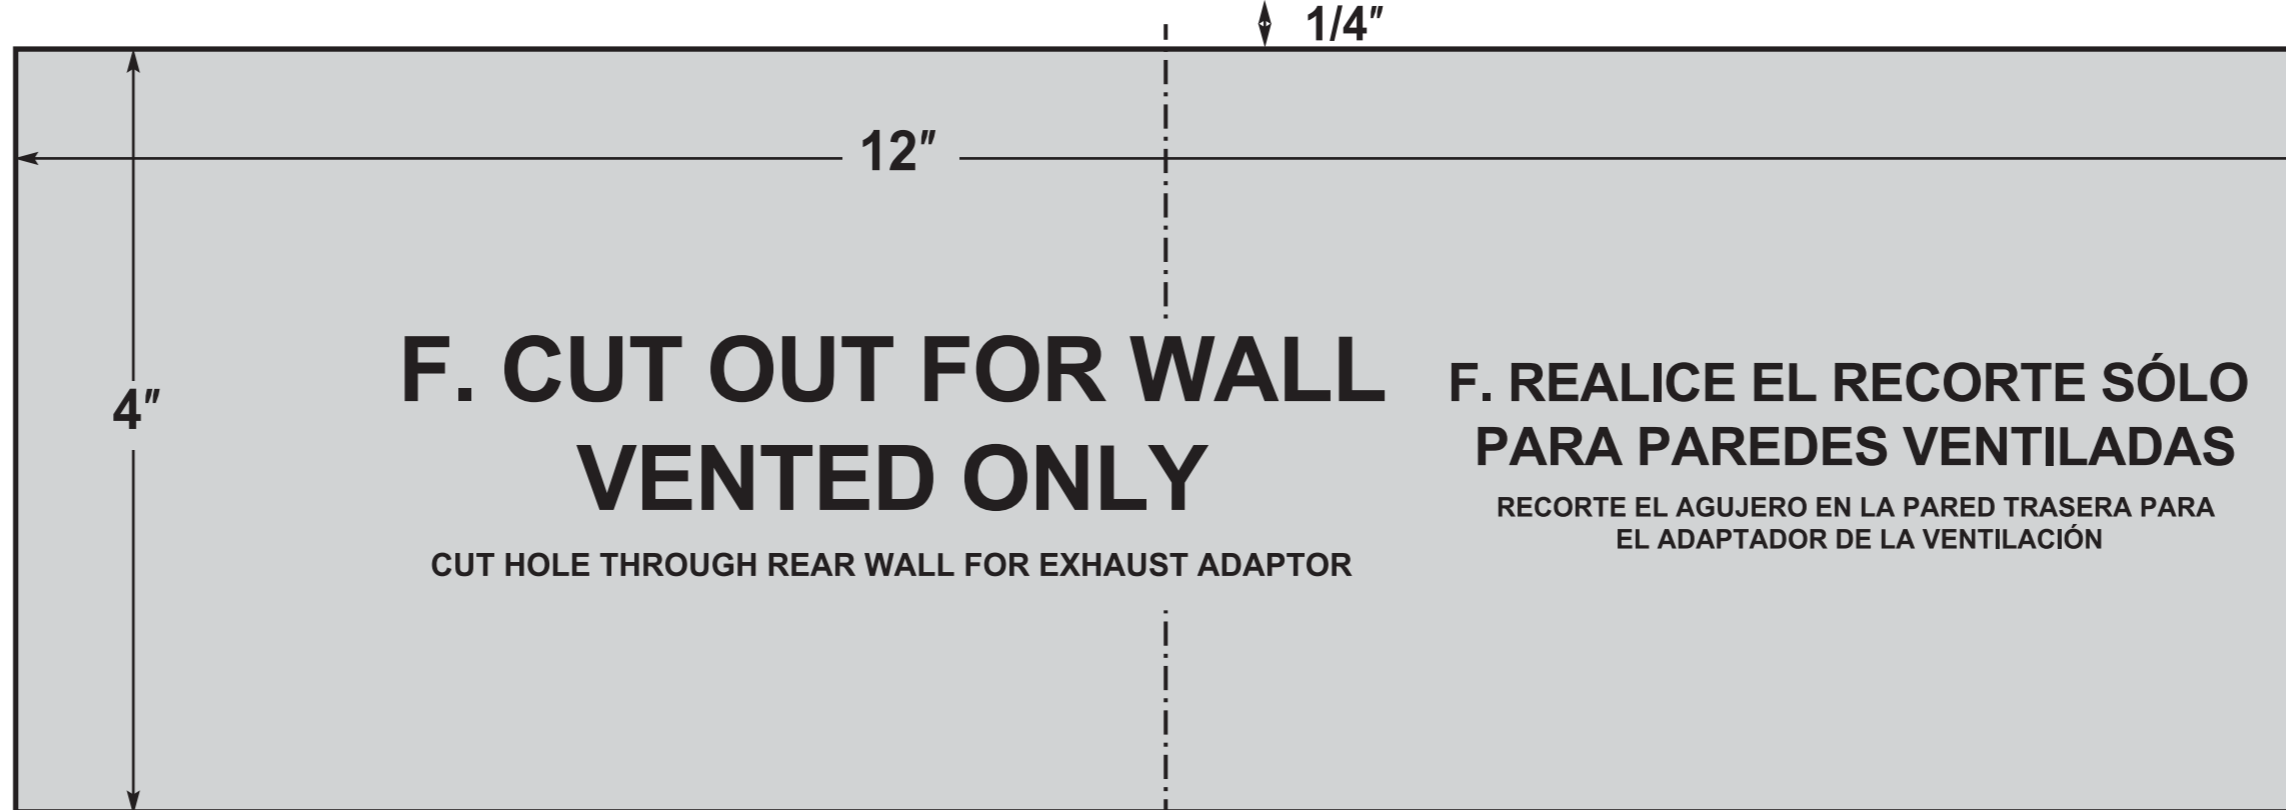 1/4″
12″
4″
F. CUT OUT FOR WALL
VENTED ONLY
CUT HOLE THROUGH REAR WALL FOR EXHAUST ADAPTOR
F. REALICE EL RECORTE SÓLO
PARA PAREDES VENTILADAS
RECORTE EL AGUJERO EN LA PARED TRASERA PARA
EL ADAPTADOR DE LA VENTILACIÓN